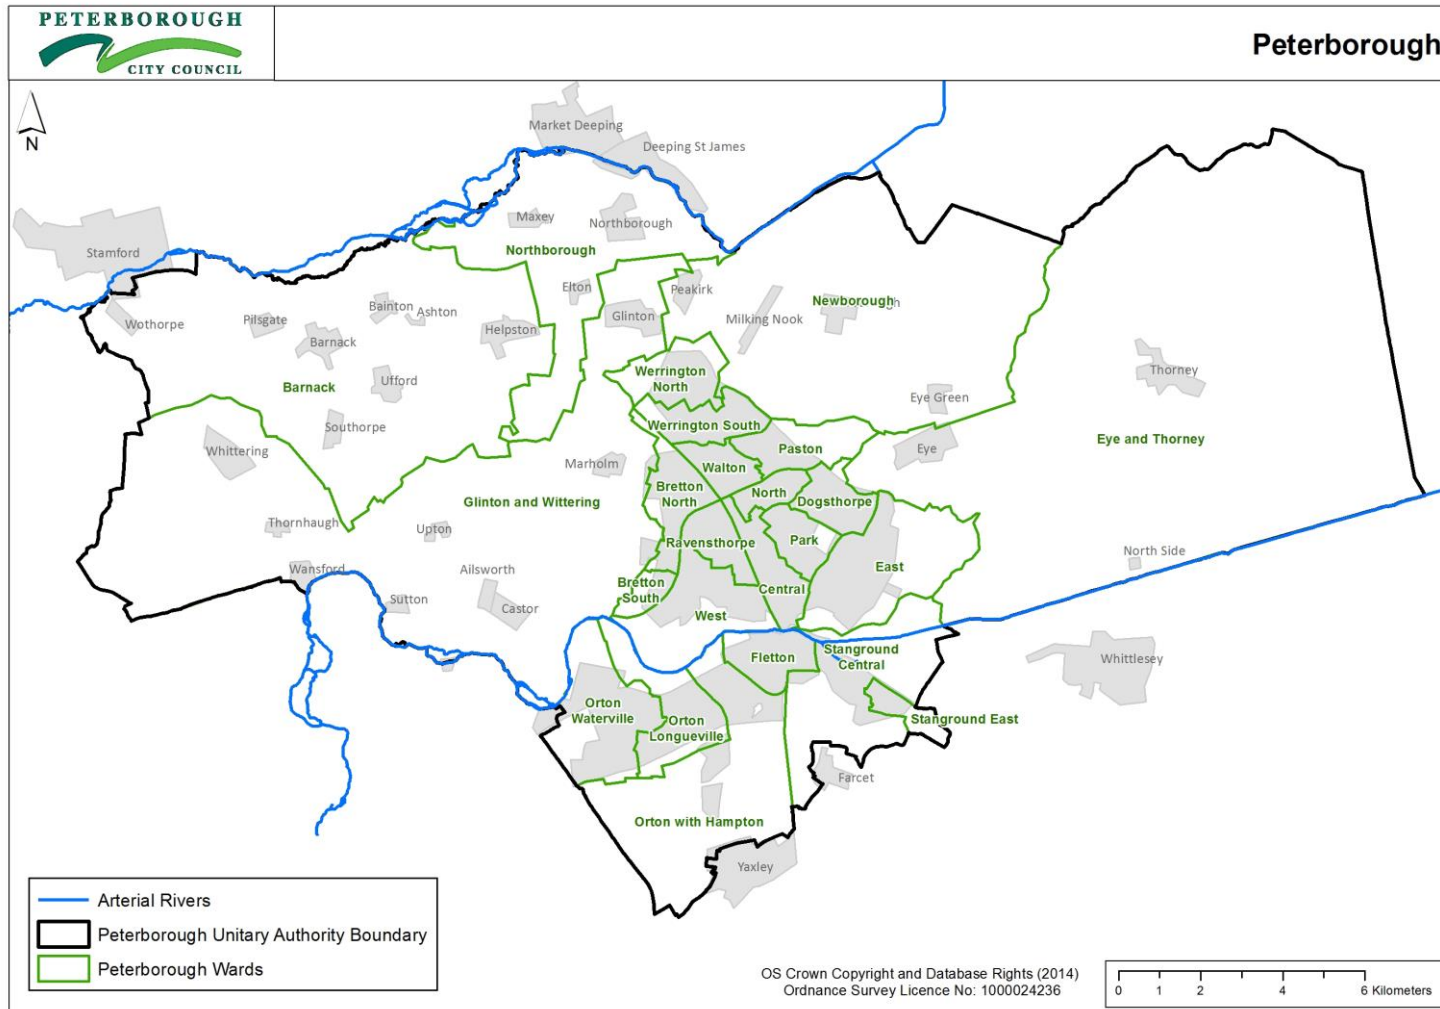 PETERBOROUGH
CITY COUNCIL
Peterborough
N
Market Deeping
Deeping St James
Stamford
Maxey
Northborough
Northborough
Wothorpe
Pilsgate
Bainton
Ashton
Barnack
Helpston
Elton
Glinton
Peakirk
Milking Nook
Newborough
Barnack
Ufford
Werrington
North
Thorney
Eye Green
Southorpe
Werrington South
Whittering
Marholm
Walton
Paston
Eye
Eye and Thorney
Bretton
North
North
Dogsthorpe
Glinton and Wittering
Thornhaugh
Upton
Ravensthorpe
Park
North Side
Wansford
Ailsworth
East
Bretton
South
Central
Sutton
Castor
West
Fletton
Stanground
Central
Whittlesey
Orton
Waterville
Orton
Longueville
Stanground East
Farcet
Orton with Hampton
Yaxley
Arterial Rivers
Peterborough Unitary Authority Boundary
Peterborough Wards
OS Crown Copyright and Database Rights (2014)
Ordnance Survey Licence No: 1000024236
0 1 2 4 6 Kilometers